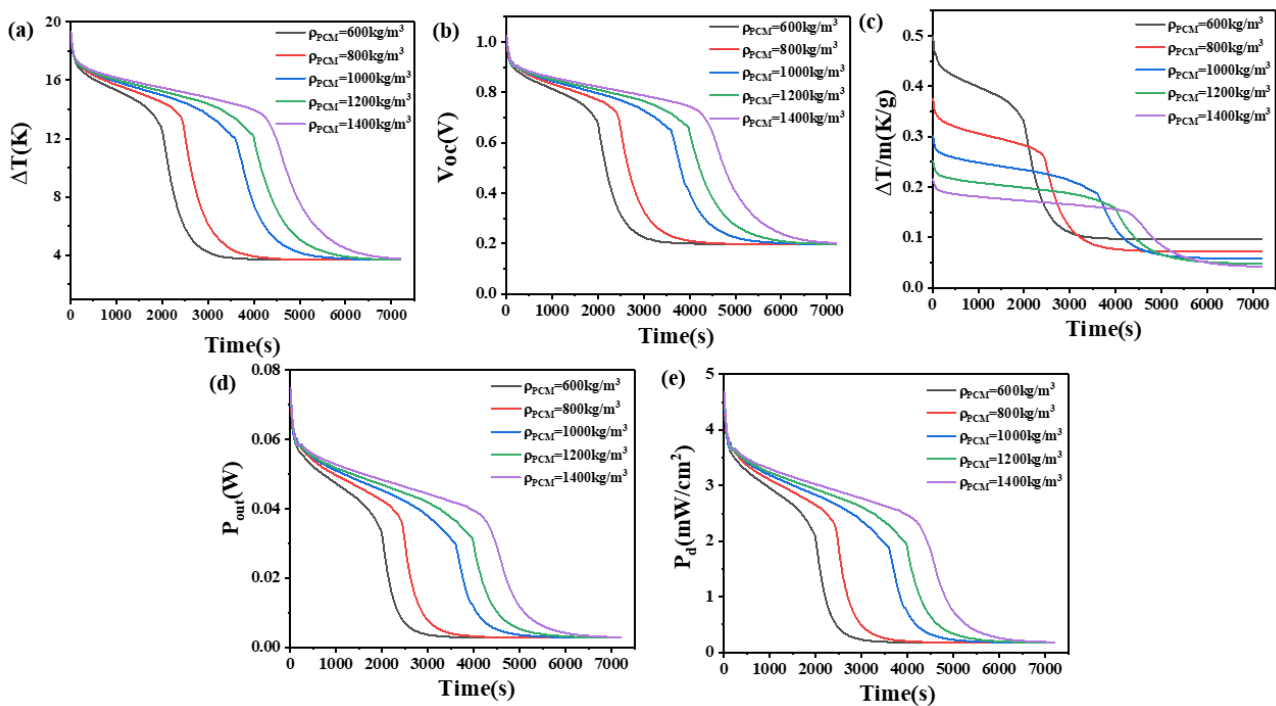 (a)
20
16
12
8
4
ΔT(K)
ρPCM=600kg/m³
ρPCM=800kg/m³
ρPCM=1000kg/m³
ρPCM=1200kg/m³
ρPCM=1400kg/m³
0 1000 2000 3000 4000 5000 6000 7000
Time(s)
(b)
1.0
0.8
0.6
0.4
0.2
0.0
Voc(V)
ρPCM=600kg/m³
ρPCM=800kg/m³
ρPCM=1000kg/m³
ρPCM=1200kg/m³
ρPCM=1400kg/m³
0 1000 2000 3000 4000 5000 6000 7000
Time(s)
(c)
0.5
0.4
0.3
0.2
0.1
0.0
ΔT/m(K/g)
ρPCM=600kg/m³
ρPCM=800kg/m³
ρPCM=1000kg/m³
ρPCM=1200kg/m³
ρPCM=1400kg/m³
0 1000 2000 3000 4000 5000 6000 7000
Time(s)
(d)
0.08
0.06
0.04
0.02
0.00
Pout(W)
ρPCM=600kg/m³
ρPCM=800kg/m³
ρPCM=1000kg/m³
ρPCM=1200kg/m³
ρPCM=1400kg/m³
0 1000 2000 3000 4000 5000 6000 7000
Time(s)
(e)
5
4
3
2
1
0
Pd(mW/cm²)
ρPCM=600kg/m³
ρPCM=800kg/m³
ρPCM=1000kg/m³
ρPCM=1200kg/m³
ρPCM=1400kg/m³
0 1000 2000 3000 4000 5000 6000 7000
Time(s)